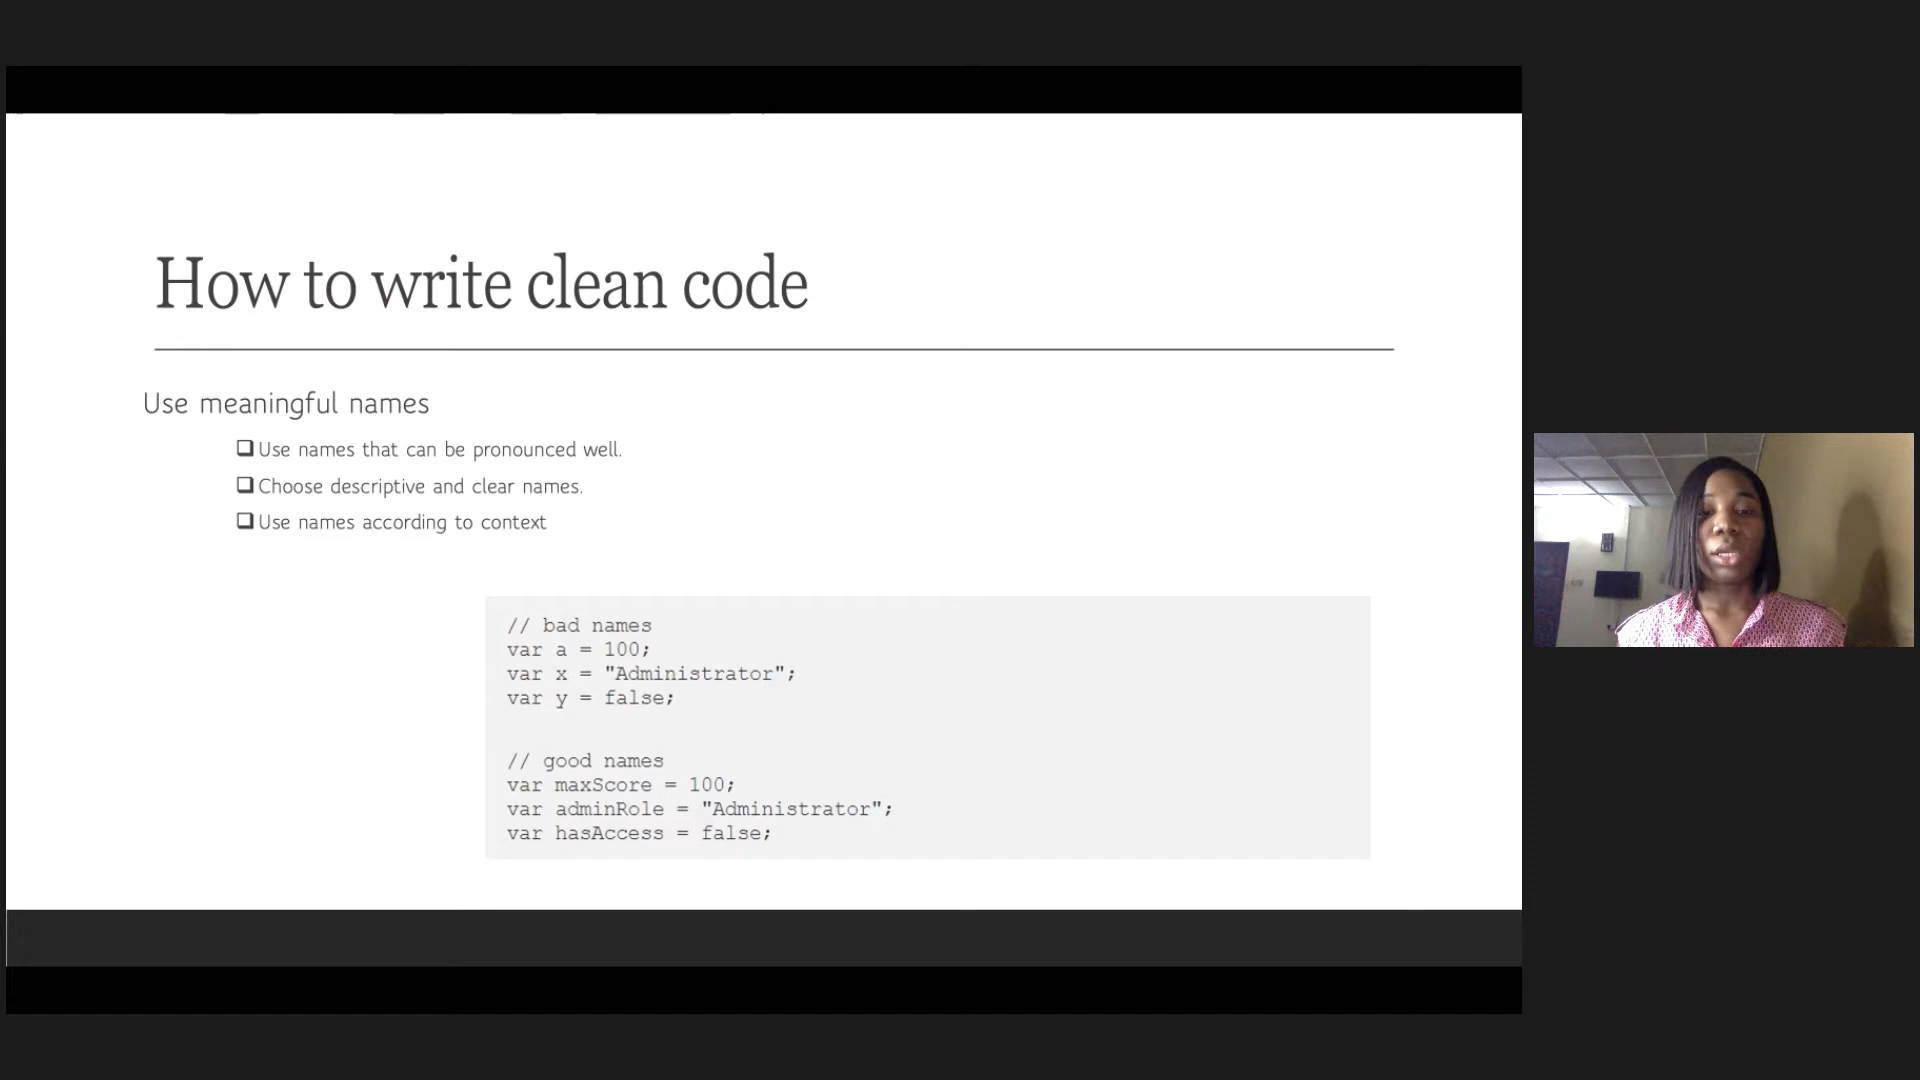 How to write clean code
Use meaningful names
Use names that can be pronounced well.
Choose descriptive and clear names.
Use names according to context
// bad names
var a = 100;
var x = "Administrator";
var y = false;
// good names
var maxScore = 100;
var adminRole = "Administrator";
var hasAccess = false;